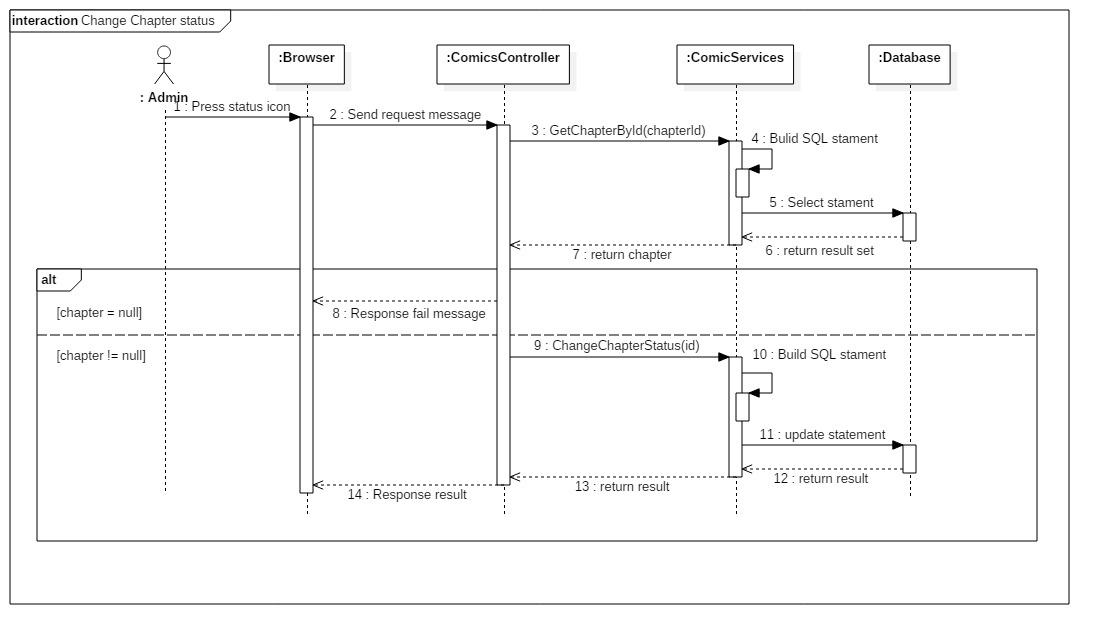 interaction Change Chapter status
:Browser
:ComicsController
:ComicServices
:Database
: Admin
1 : Press status icon
2 : Send request message
3 : GetChapterById(chapterId)
4 : Bulid SQL stament
5 : Select stament
6 : return result set
7 : return chapter
alt
[chapter = null]
8 : Response fail message
[chapter != null]
9 : ChangeChapterStatus(id)
10 : Build SQL stament
11 : update statement
12 : return result
13 : return result
14 : Response result